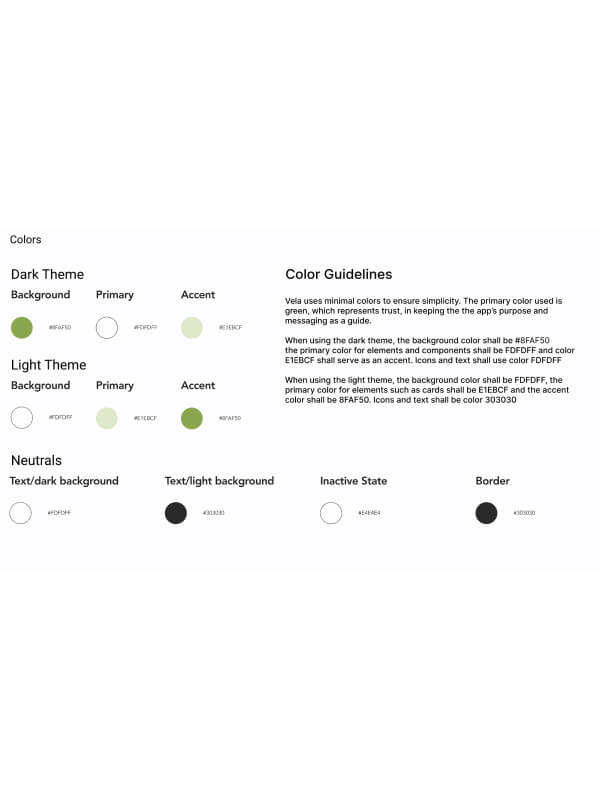 Colors
Dark Theme
Background Primary Accent
#8FAF50 #FDFDFF #E1EBCF
Light Theme
Background Primary Accent
#FDFDFF #E1EBCF #8FAF50
Color Guidelines
Vela uses minimal colors to ensure simplicity. The primary color used is
green, which represents trust, in keeping the the app's purpose and
messaging as a guide.
When using the dark theme, the background color shall be #8FAF50
the primary color for elements and components shall be FDFDFF and color
E1EBCF shall serve as an accent. Icons and text shall use color FDFDFF
When using the light theme, the background color shall be FDFDFF, the
primary color for elements such as cards shall be E1EBCF and the accent
color shall be 8FAF50. Icons and text shall be color 303030
Neutrals
Text/dark background Text/light background Inactive State Border
#FDFDFF #303030 #E4E4E4 #303030